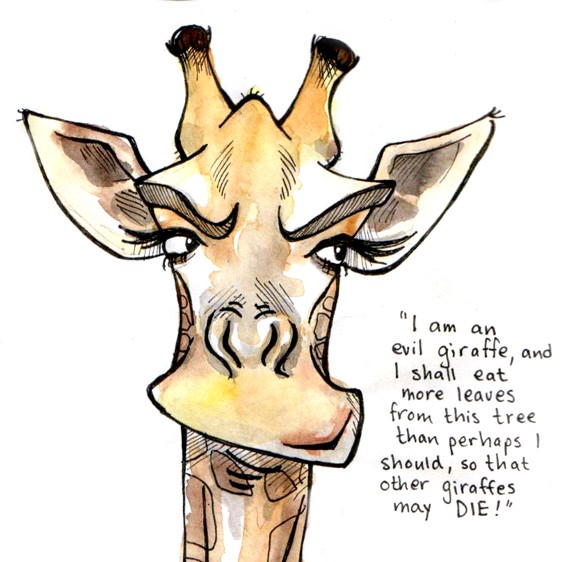 "I am an
evil giraffe, and
I shall eat
more leaves
from this tree
than perhaps I
should, so that
other giraffes
may DIE!"